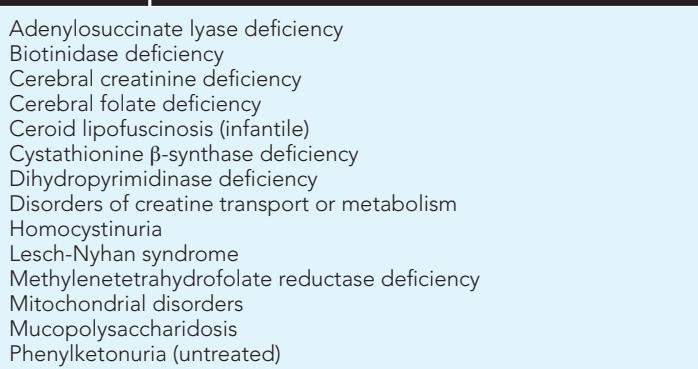 Adenylosuccinate lyase deficiency
Biotinidase deficiency
Cerebral creatinine deficiency
Cerebral folate deficiency
Ceroid lipofuscinosis (infantile)
Cystathionine β-synthase deficiency
Dihydropyrimidinase deficiency
Disorders of creatine transport or metabolism
Homocystinuria
Lesch-Nyhan syndrome
Methylenetetrahydrofolate reductase deficiency
Mitochondrial disorders
Mucopolysaccharidosis
Phenylketonuria (untreated)